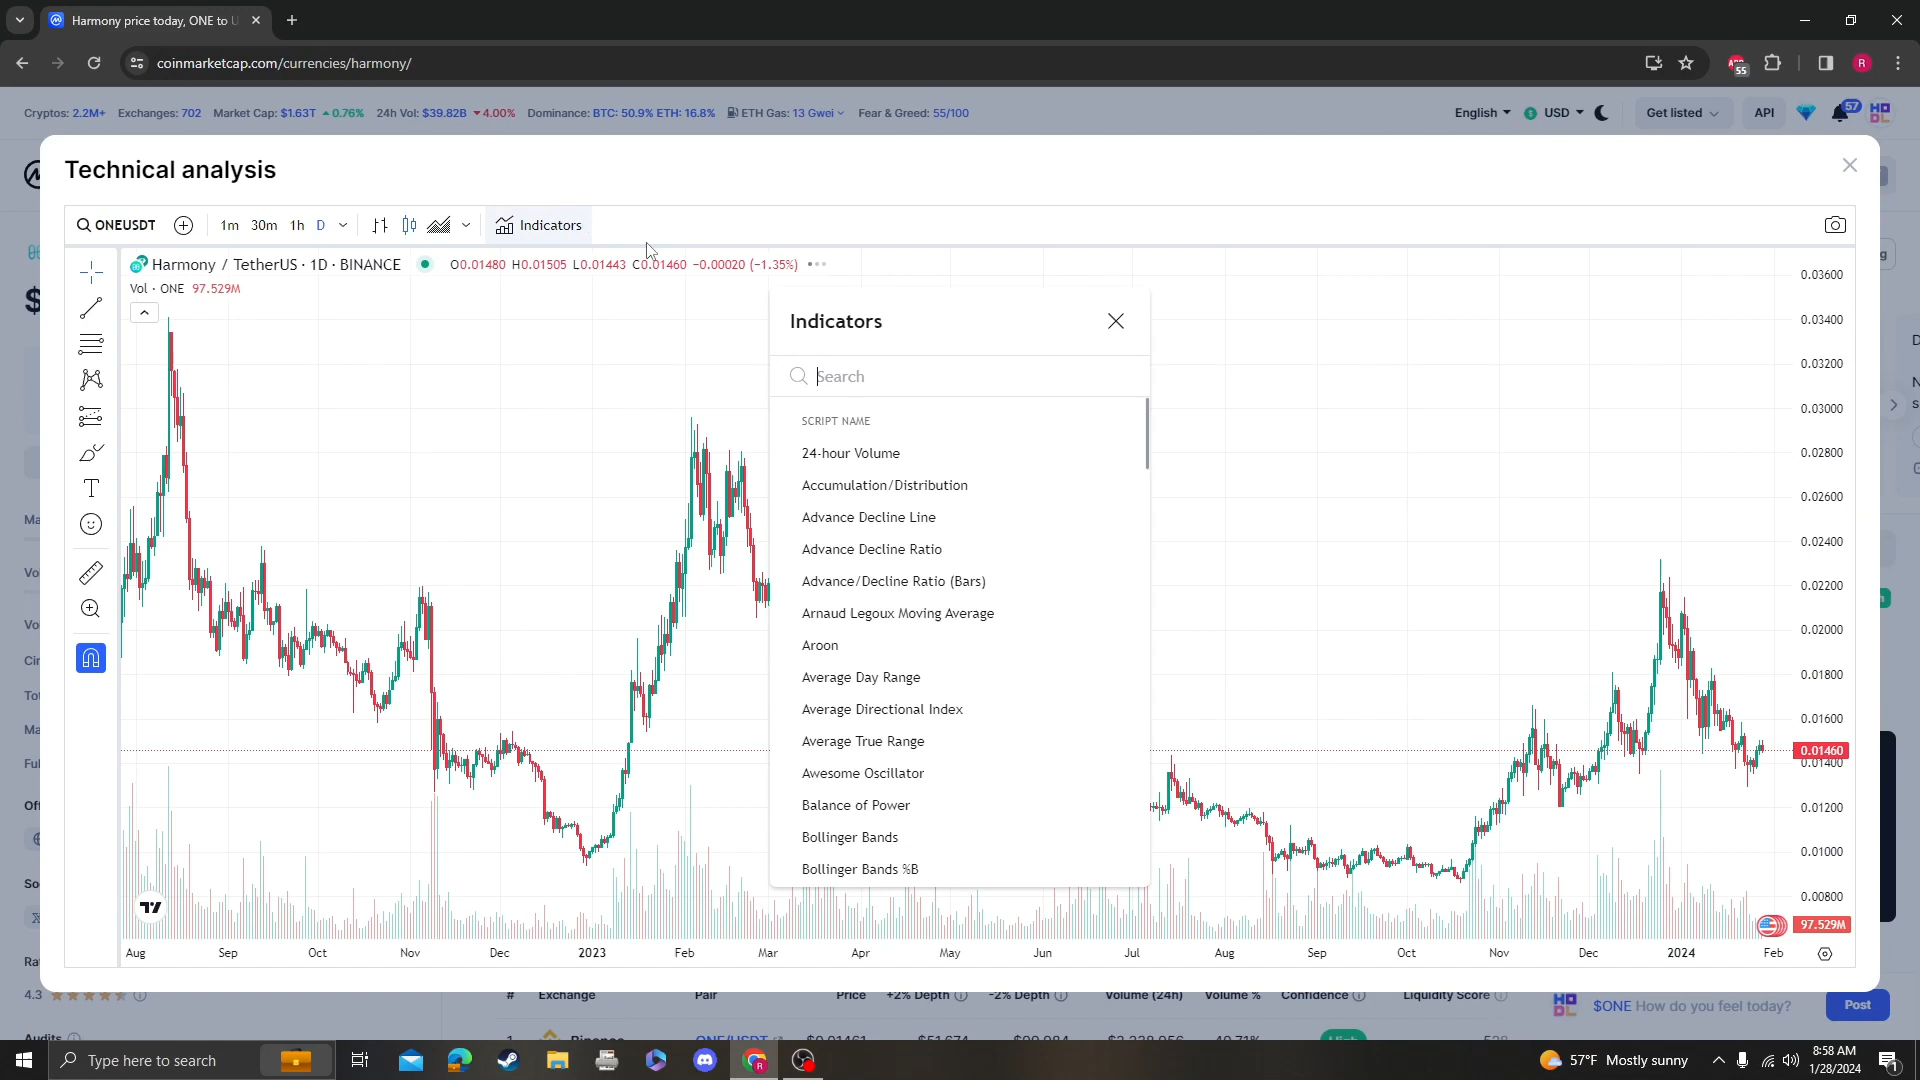 Harmony price today, ONE to U
coinmarketcap.com/currencies/harmony/
55
R
Cryptos: 2.2M+ Exchanges: 702 Market Cap: $1.63T 0.76% 24h Vol: $39.82B 4.00% Dominance: BTC: 50.9% ETH: 16.8% ETH Gas: 13 Gwei Fear & Greed: 55/100
English USD Get listed API 57
Technical analysis
ONEUSDT 1m 30m 1h D Indicators
Harmony / TetherUS · 1D · BINANCE O0.01480 H0.01505 L0.01443 C0.01460 −0.00020 (−1.35%)
Vol · ONE 97.529M
Indicators
Search
SCRIPT NAME
24-hour Volume
Accumulation/Distribution
Advance Decline Line
Advance Decline Ratio
Advance/Decline Ratio (Bars)
Arnaud Legoux Moving Average
Aroon
Average Day Range
Average Directional Index
Average True Range
Awesome Oscillator
Balance of Power
Bollinger Bands
Bollinger Bands %B
0.03600
0.03400
0.03200
0.03000
0.02800
0.02600
0.02400
0.02200
0.02000
0.01800
0.01600
0.01460
0.01400
0.01200
0.01000
0.00800
97.529M
Aug Sep Oct Nov Dec 2023 Feb Mar Apr May Jun Jul Aug Sep Oct Nov Dec 2024 Feb
4.3
# Exchange Pair Price +2% Depth -2% Depth Volume (24h) Volume % Confidence Liquidity Score
$ONE How do you feel today? Post
Audits
Binance ONE/USDT
Type here to search
57°F Mostly sunny
8:58 AM
1/28/2024
1